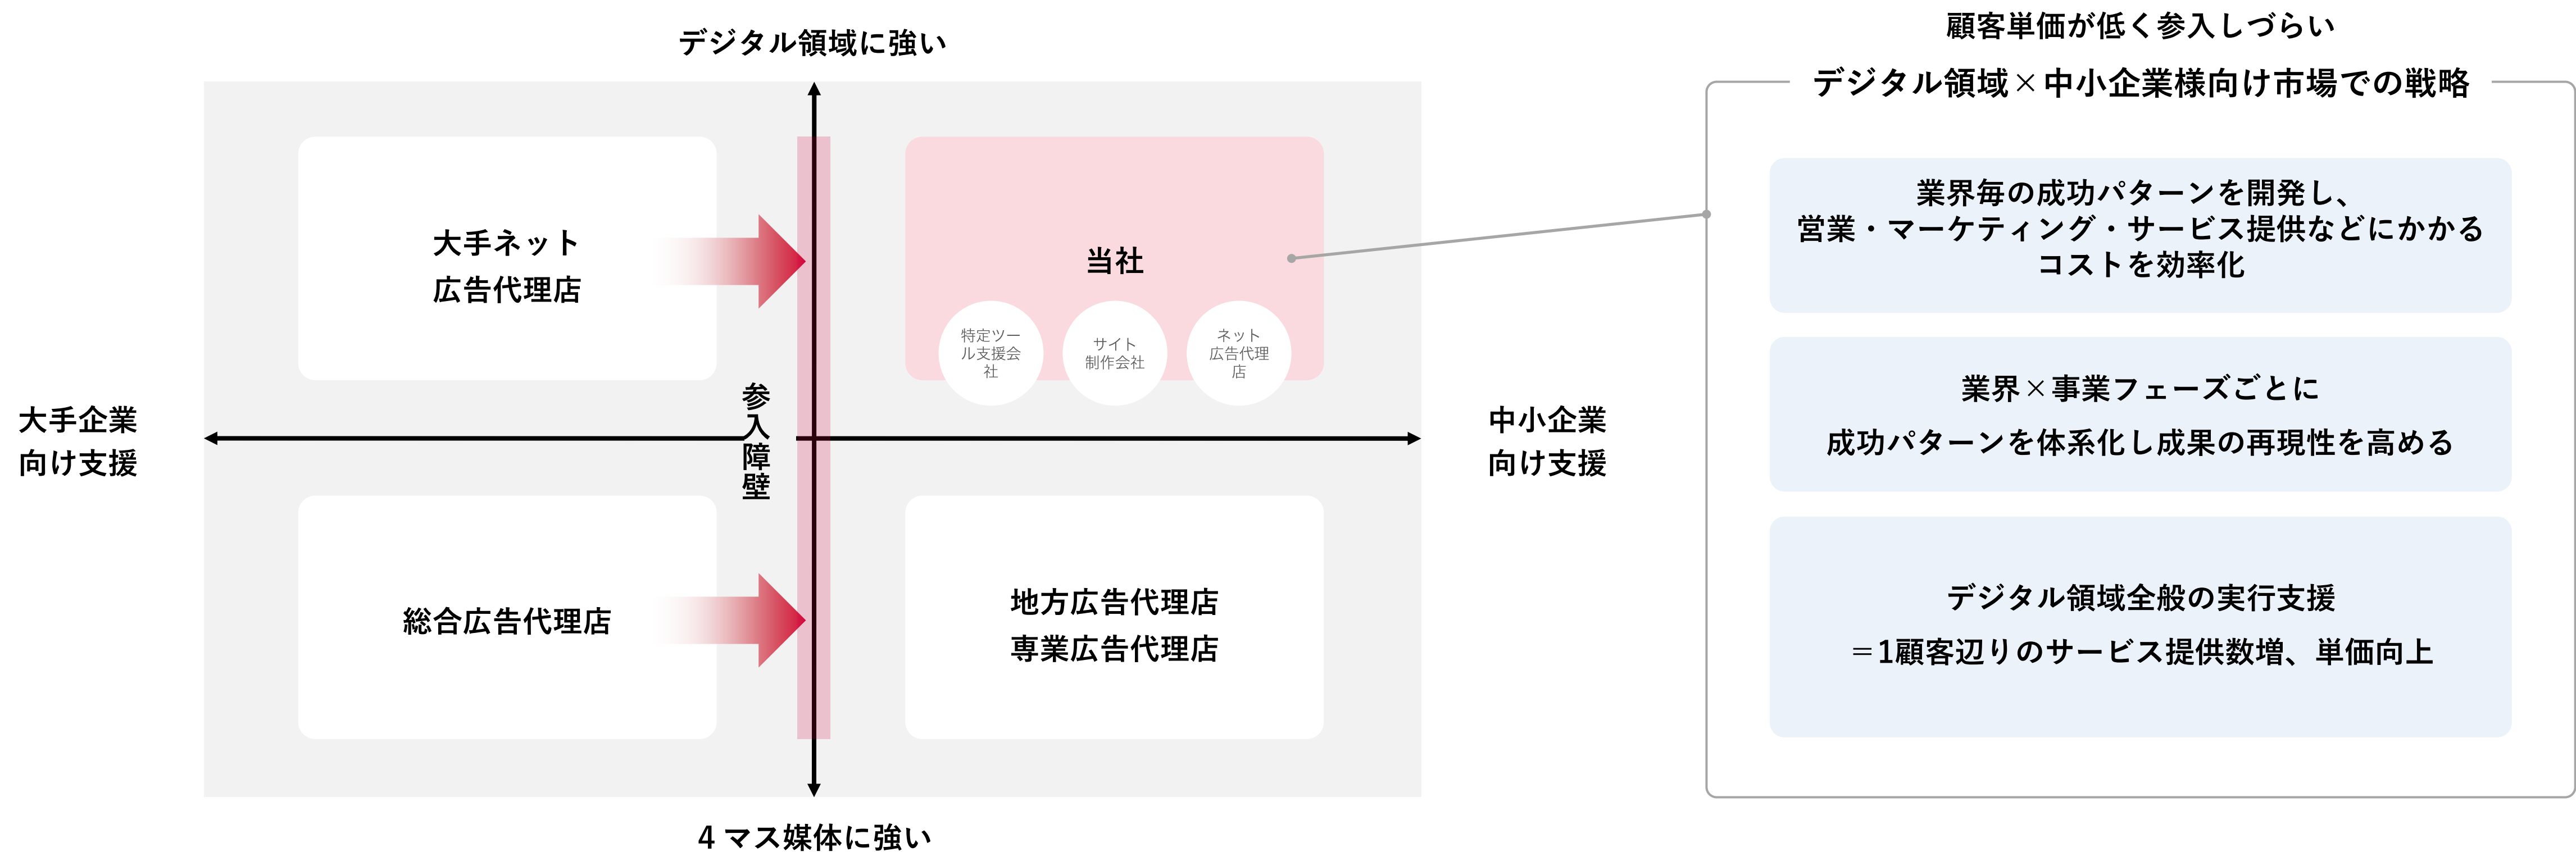 デジタル領域に強い
大手企業
向け支援
大手ネット
広告代理店
参入障壁
当社
特定ツー
ル支援会
社
サイト
制作会社
ネット
広告代理
店
総合広告代理店
地方広告代理店
専業広告代理店
中小企業
向け支援
4 マス媒体に強い
顧客単価が低く参入しづらい
デジタル領域×中小企業様向け市場での戦略
業界毎の成功パターンを開発し、
営業・マーケティング・サービス提供などにかかる
コストを効率化
業界×事業フェーズごとに
成功パターンを体系化し成果の再現性を高める
デジタル領域全般の実行支援
＝1顧客辺りのサービス提供数増、単価向上